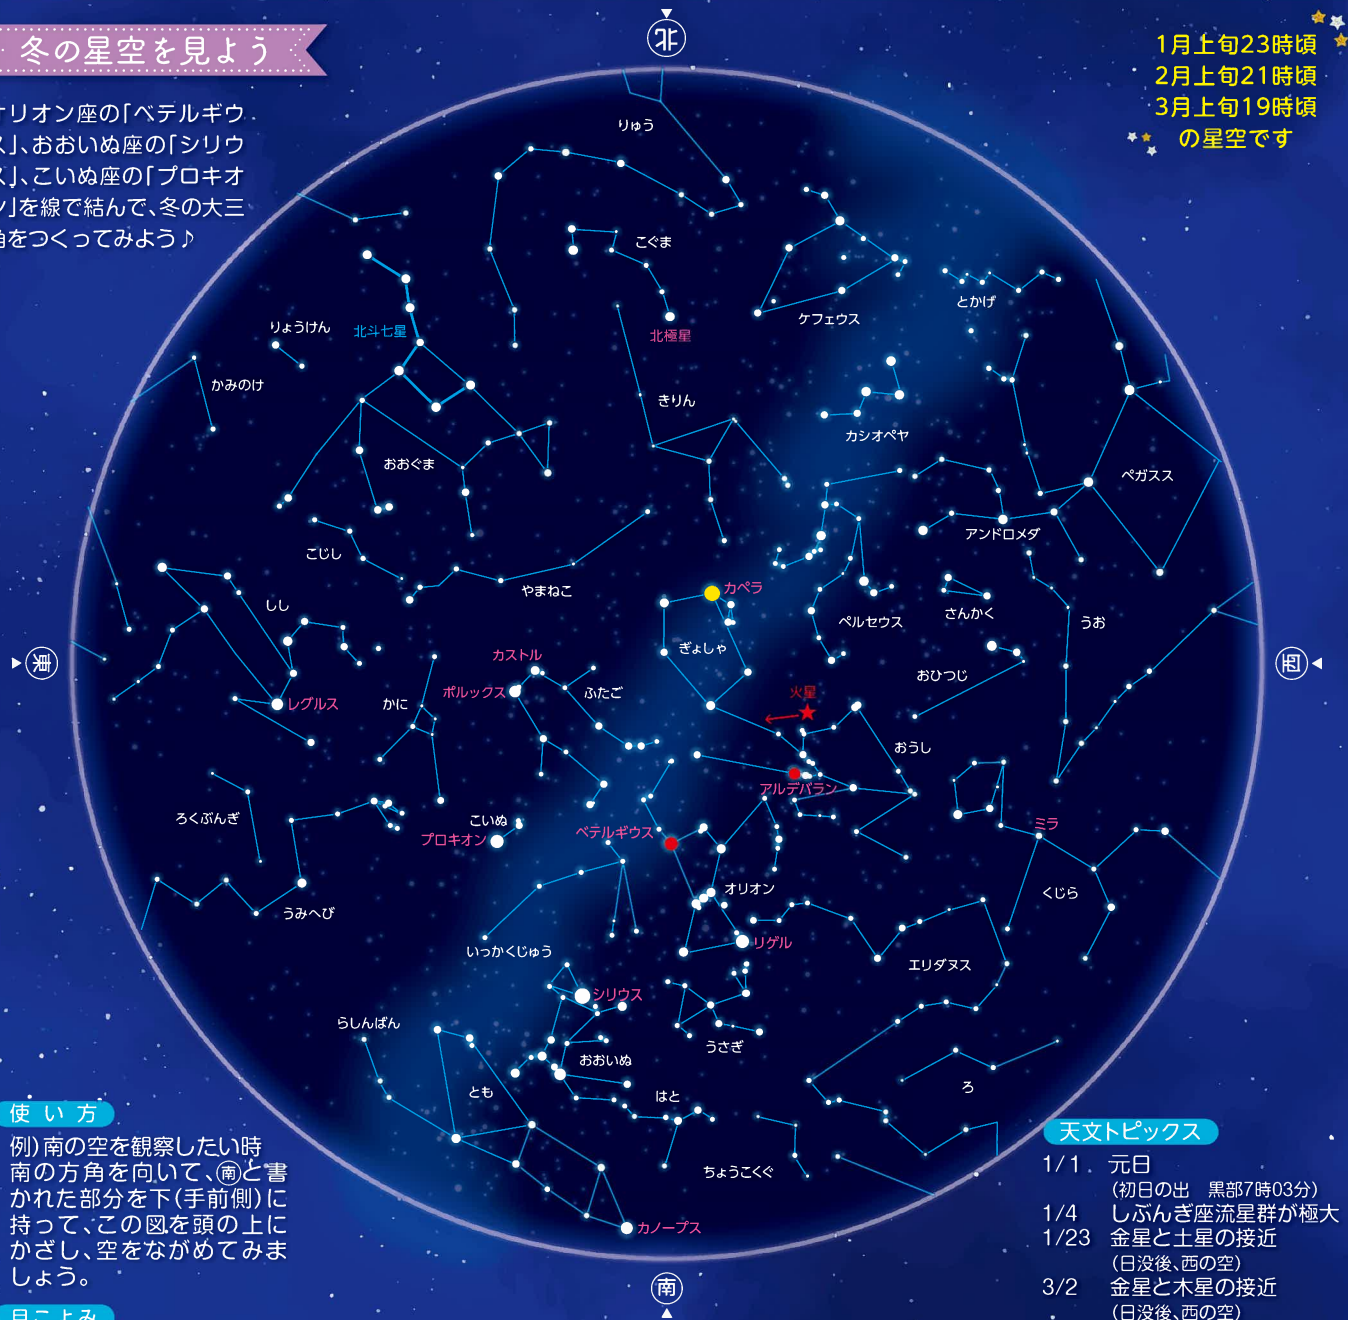 冬の星空を見よう
オリオン座の「ベテルギウ
ス」、おおいぬ座の「シリウ
ス」、こいぬ座の「プロキオ
ン」を線で結んで、冬の大三
角をつくってみよう♪
北
1月上旬23時頃
2月上旬21時頃
3月上旬19時頃
の星空です
りゅう
こぐま
北極星
ケフェウス
とかげ
りょうけん
北斗七星
かみのけ
きりん
カシオペヤ
おおぐま
ペガスス
アンドロメダ
こじし
やまねこ
カペラ
しし
ぎょしゃ
ペルセウス
さんかく
うお
東
西
カストル
ポルックス
ふたご
おひつじ
レグルス
かに
火星
おうし
アルデバラン
ろくぶんぎ
こいぬ
プロキオン
ベテルギウス
ミラ
オリオン
くじら
うみへび
リゲル
いっかくじゅう
エリダヌス
シリウス
らしんばん
うさぎ
おおいぬ
とも
はと
ろ
ちょうこくぐ
カノープス
南
使い方
例)南の空を観察したい時
南の方角を向いて、㊞と書
かれた部分を下(手前側)に
持って、この図を頭の上に
かざし、空をながめてみま
しょう。
月こよみ
天文トピックス
1/1 元日
(初日の出 黒部7時03分)
1/4 しぶんぎ座流星群が極大
1/23 金星と土星の接近
(日没後、西の空)
3/2 金星と木星の接近
(日没後、西の空)